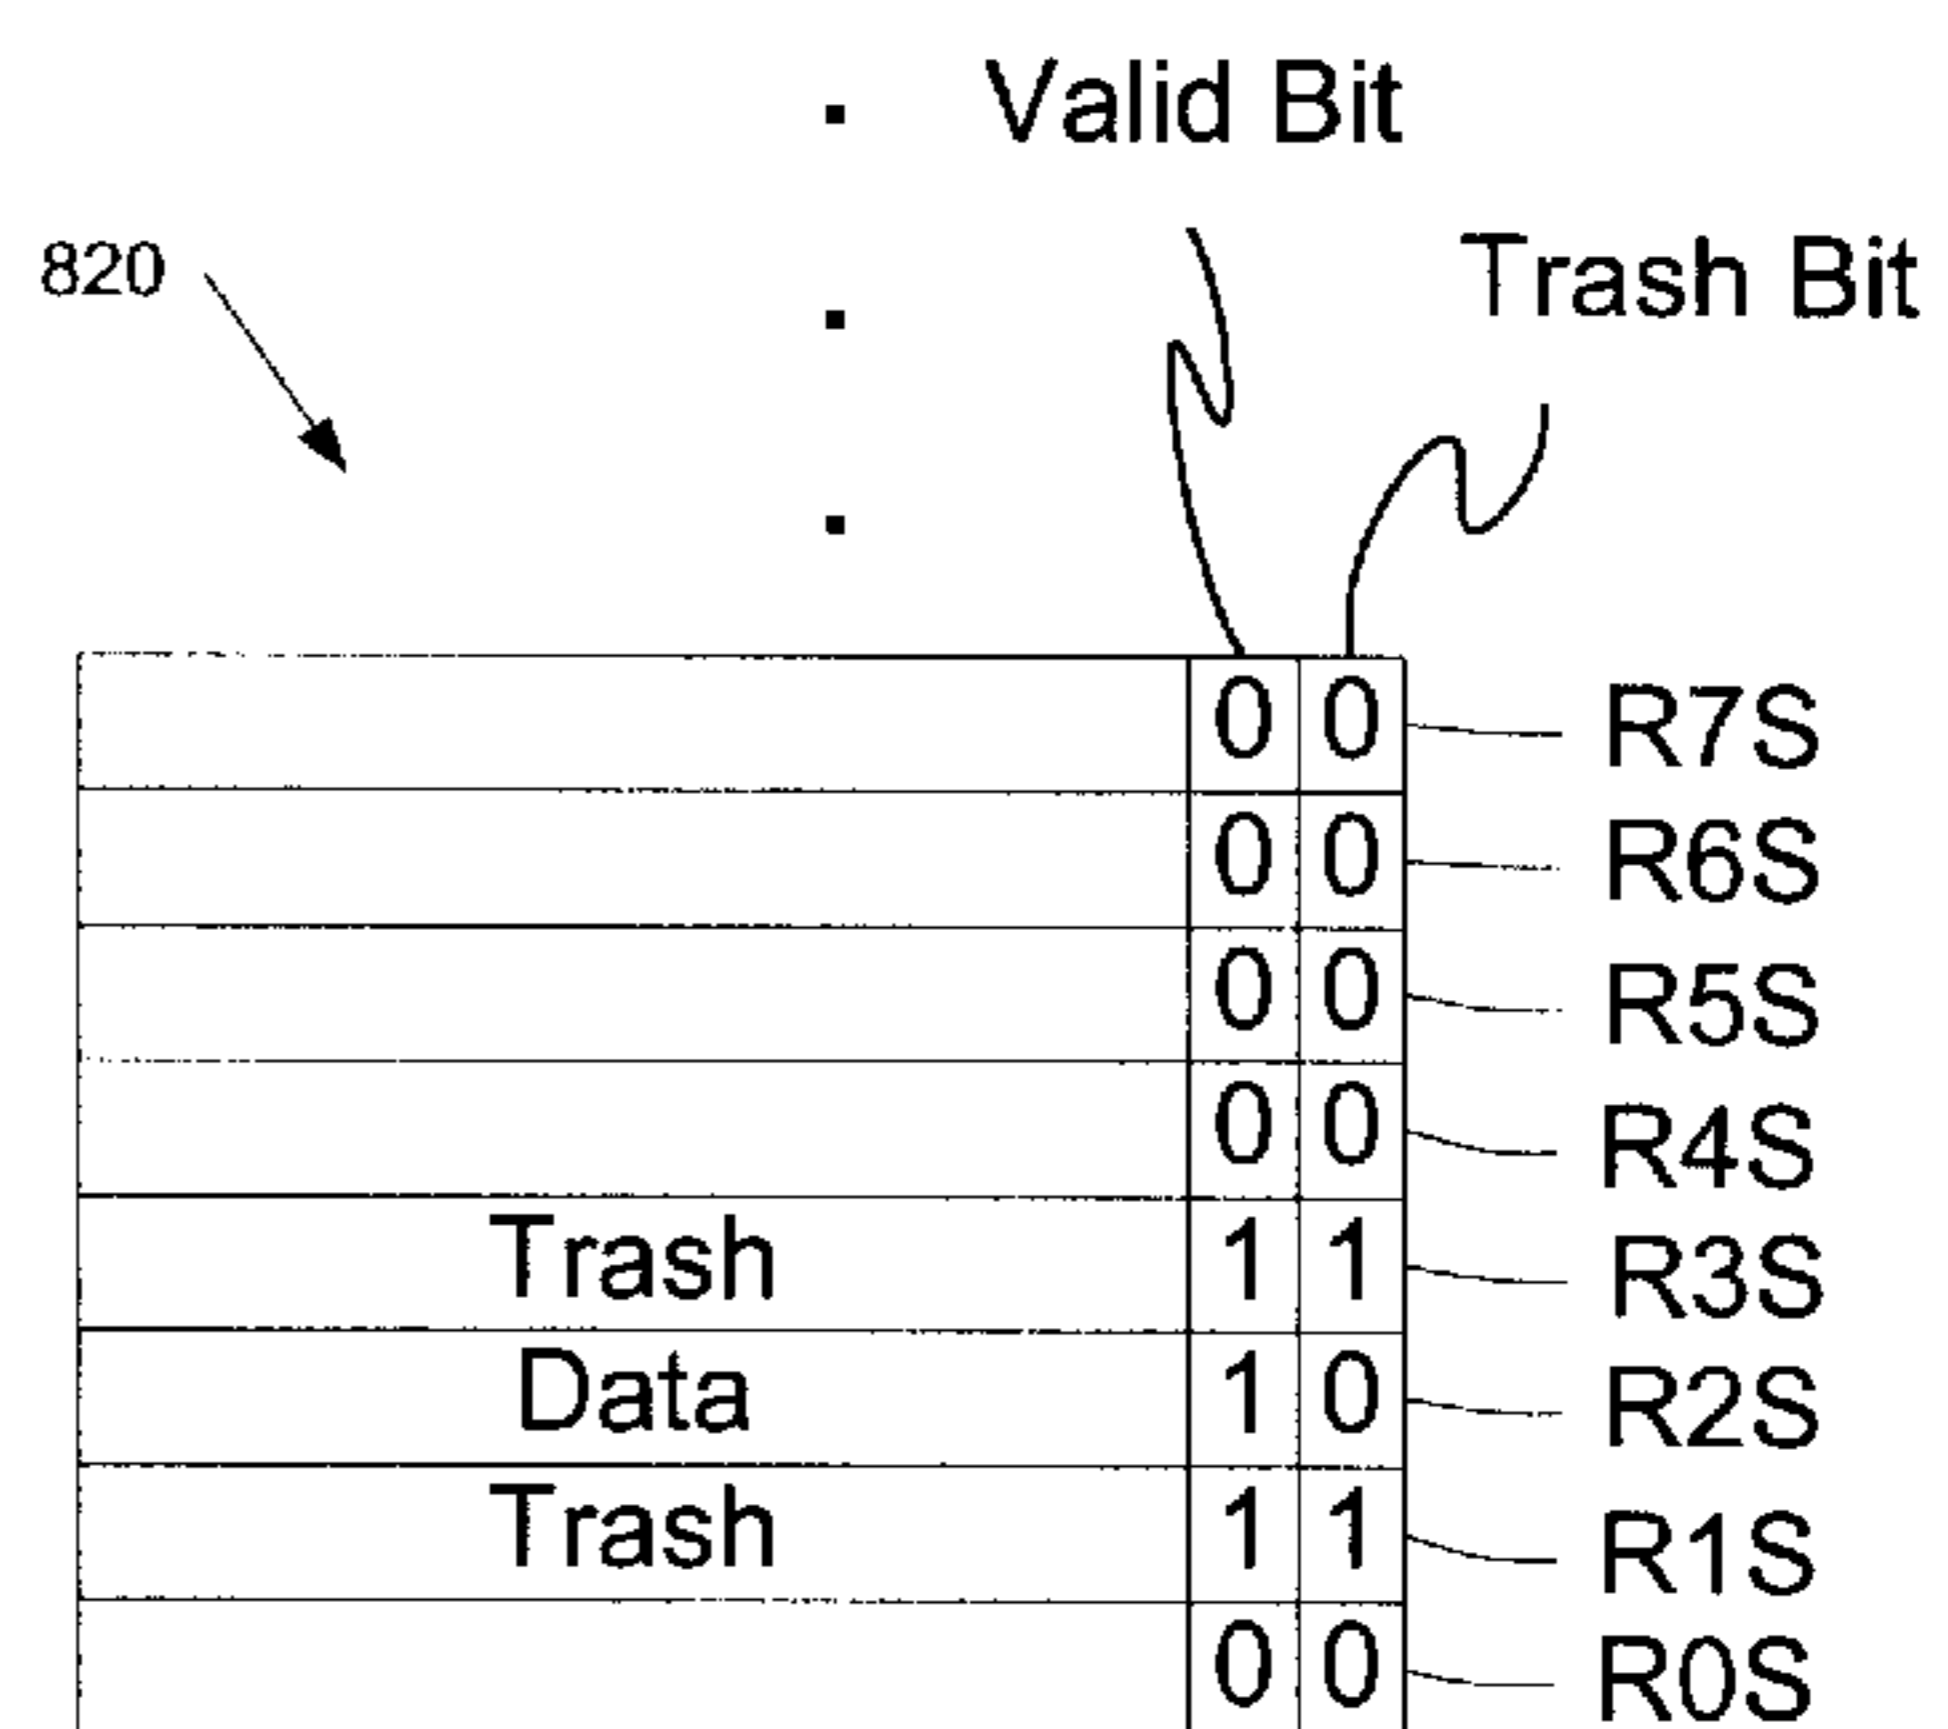 Valid Bit
820
Trash Bit
0 0 R7S
0 0 R6S
0 0 R5S
0 0 R4S
Trash 1 1 R3S
Data 1 0 R2S
Trash 1 1 R1S
0 0 R0S